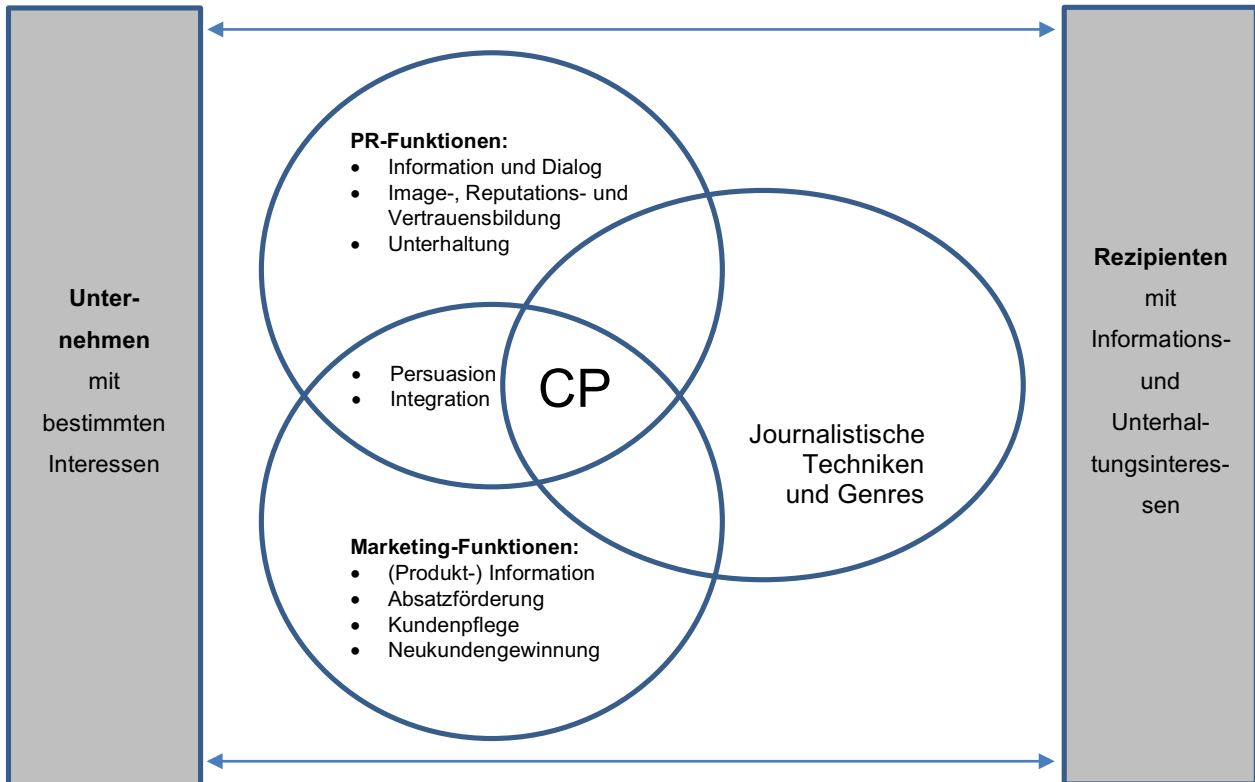 Unter-
nehmen
mit
bestimmten
Interessen
PR-Funktionen:
• Information und Dialog
• Image-, Reputations- und
Vertrauensbildung
• Unterhaltung
• Persuasion
• Integration
CP
Journalistische
Techniken
und Genres
Marketing-Funktionen:
• (Produkt-) Information
• Absatzförderung
• Kundenpflege
• Neukundengewinnung
Rezipienten
mit
Informations-
und
Unterhal-
tungsinteres-
sen